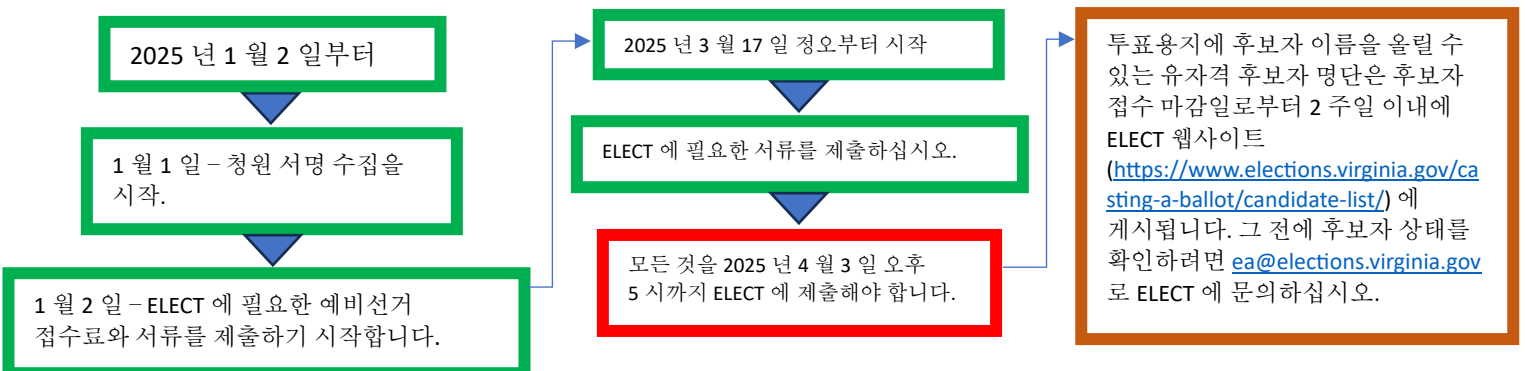 2025 년 1 월 2 일부터
1 월 1 일 – 청원 서명 수집을
시작.
1 월 2 일 – ELECT 에 필요한 예비선거
접수료와 서류를 제출하기 시작합니다.
2025 년 3 월 17 일 정오부터 시작
ELECT 에 필요한 서류를 제출하십시오.
모든 것을 2025 년 4 월 3 일 오후
5 시까지 ELECT 에 제출해야 합니다.
투표용지에 후보자 이름을 올릴 수
있는 유자격 후보자 명단은 후보자
접수 마감일로부터 2 주일 이내에
ELECT 웹사이트
(https://www.elections.virginia.gov/ca
sting-a-ballot/candidate-list/) 에
게시됩니다. 그 전에 후보자 상태를
확인하려면 ea@elections.virginia.gov
로 ELECT 에 문의하십시오.